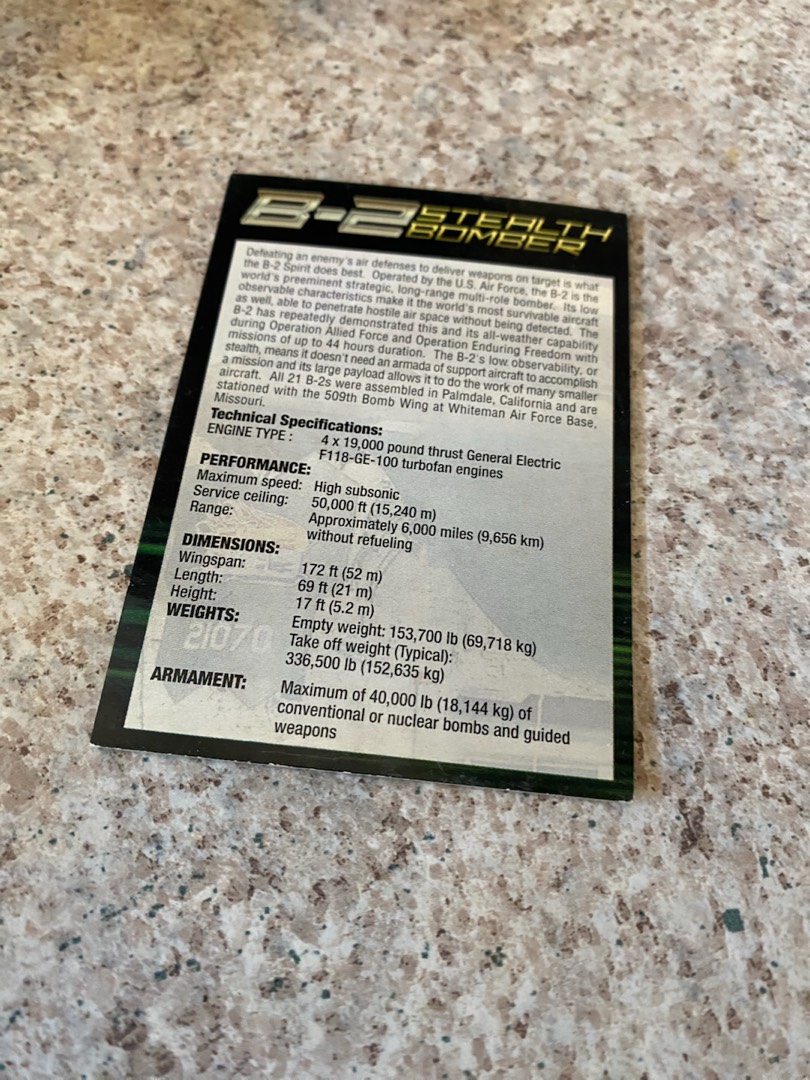 B-2 STEALTH BOMBER
Defeating an enemy's air defenses to deliver weapons on target is what
the B-2 Spirit does best. Operated by the U.S. Air Force, the B-2 is the
world's preeminent strategic, long-range multi-role bomber. Its low
observable characteristics make it the world's most survivable aircraft
as well, able to penetrate hostile air space without being detected. The
B-2 has repeatedly demonstrated this and its all-weather capability
during Operation Allied Force and Operation Enduring Freedom with
missions of up to 44 hours duration. The B-2's low observability, or
stealth, means it doesn't need an armada of support aircraft to accomplish
a mission and its large payload allows it to do the work of many smaller
aircraft. All 21 B-2s were assembled in Palmdale, California and are
stationed with the 509th Bomb Wing at Whiteman Air Force Base,
Missouri.
Technical Specifications:
ENGINE TYPE : 4 x 19,000 pound thrust General Electric
F118-GE-100 turbofan engines
PERFORMANCE:
Maximum speed: High subsonic
Service ceiling: 50,000 ft (15,240 m)
Range: Approximately 6,000 miles (9,656 km)
without refueling
DIMENSIONS:
Wingspan: 172 ft (52 m)
Length: 69 ft (21 m)
Height: 17 ft (5.2 m)
WEIGHTS: Empty weight: 153,700 lb (69,718 kg)
Take off weight (Typical):
336,500 lb (152,635 kg)
21070
ARMAMENT: Maximum of 40,000 lb (18,144 kg) of
conventional or nuclear bombs and guided
weapons